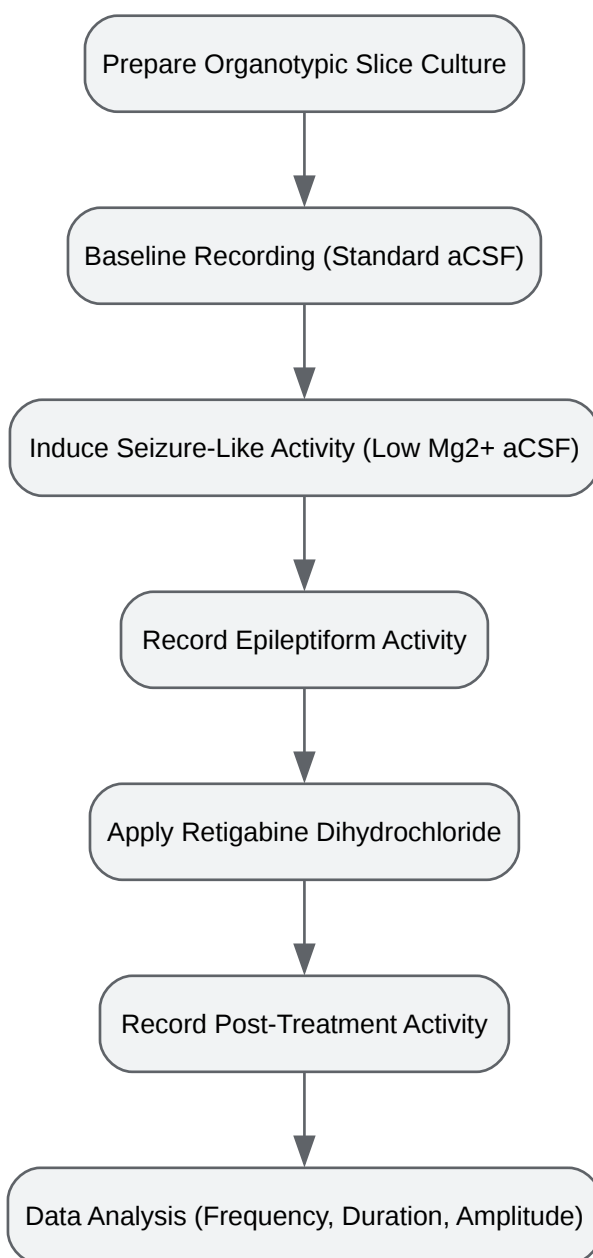 Prepare Organotypic Slice Culture
Baseline Recording (Standard aCSF)
Induce Seizure-Like Activity (Low Mg2+ aCSF)
Record Epileptiform Activity
Apply Retigabine Dihydrochloride
Record Post-Treatment Activity
Data Analysis (Frequency, Duration, Amplitude)